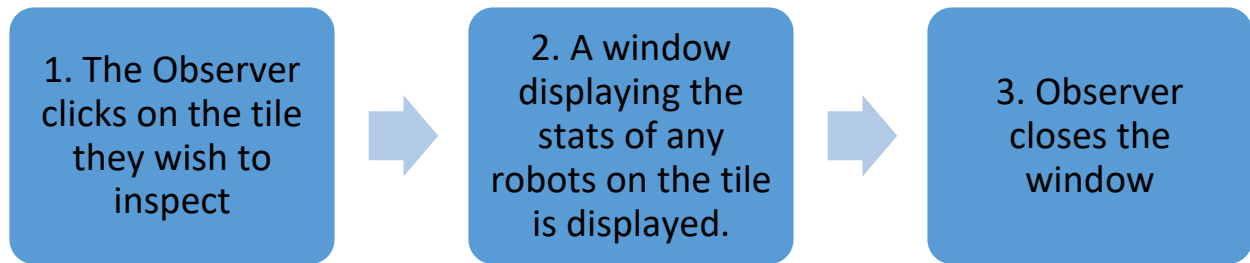 1. The Observer
clicks on the tile
they wish to
inspect
2. A window
displaying the
stats of any
robots on the tile
is displayed.
3. Observer
closes the
window